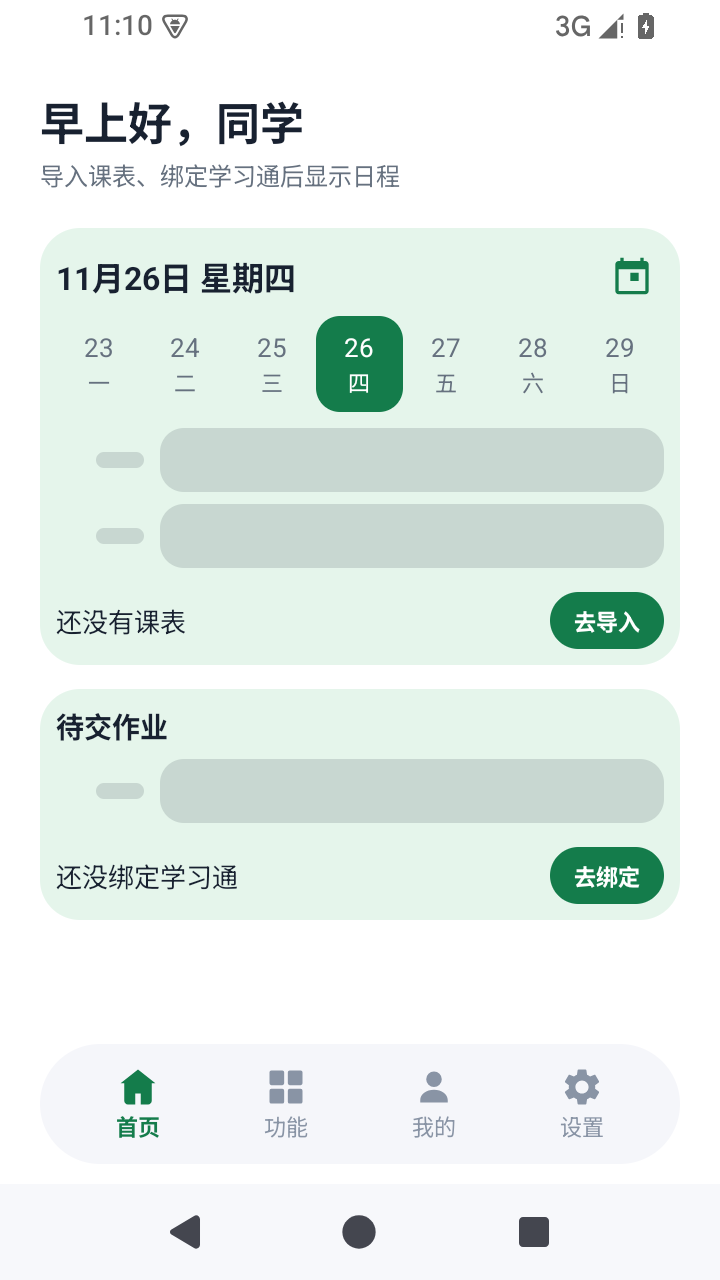 11:10
3G
早上好，同学
导入课表、绑定学习通后显示日程
11月26日 星期四
23 24 25 26 27 28 29
一 二 三 四 五 六 日
还没有课表
去导入
待交作业
还没绑定学习通
去绑定
首页 功能 我的 设置